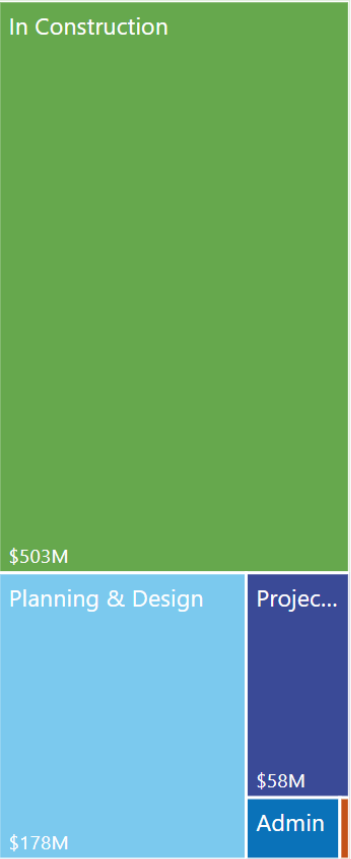 In Construction
$503M
Planning & Design
$178M
Projec...
$58M
Admin